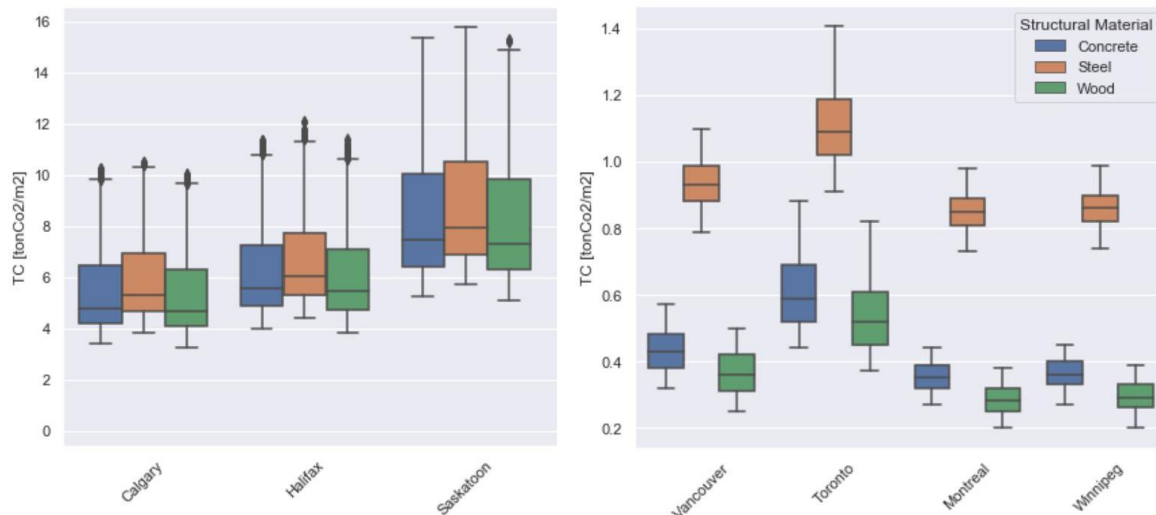 16
14
12
10
8
6
4
2
0
TC [tonCo2/m2]
Calgary
Halifax
Saskatoon
1.4
1.2
1.0
0.8
0.6
0.4
0.2
TC [tonCo2/m2]
Structural Material
Concrete
Steel
Wood
Vancouver
Toronto
Montreal
Winnipeg